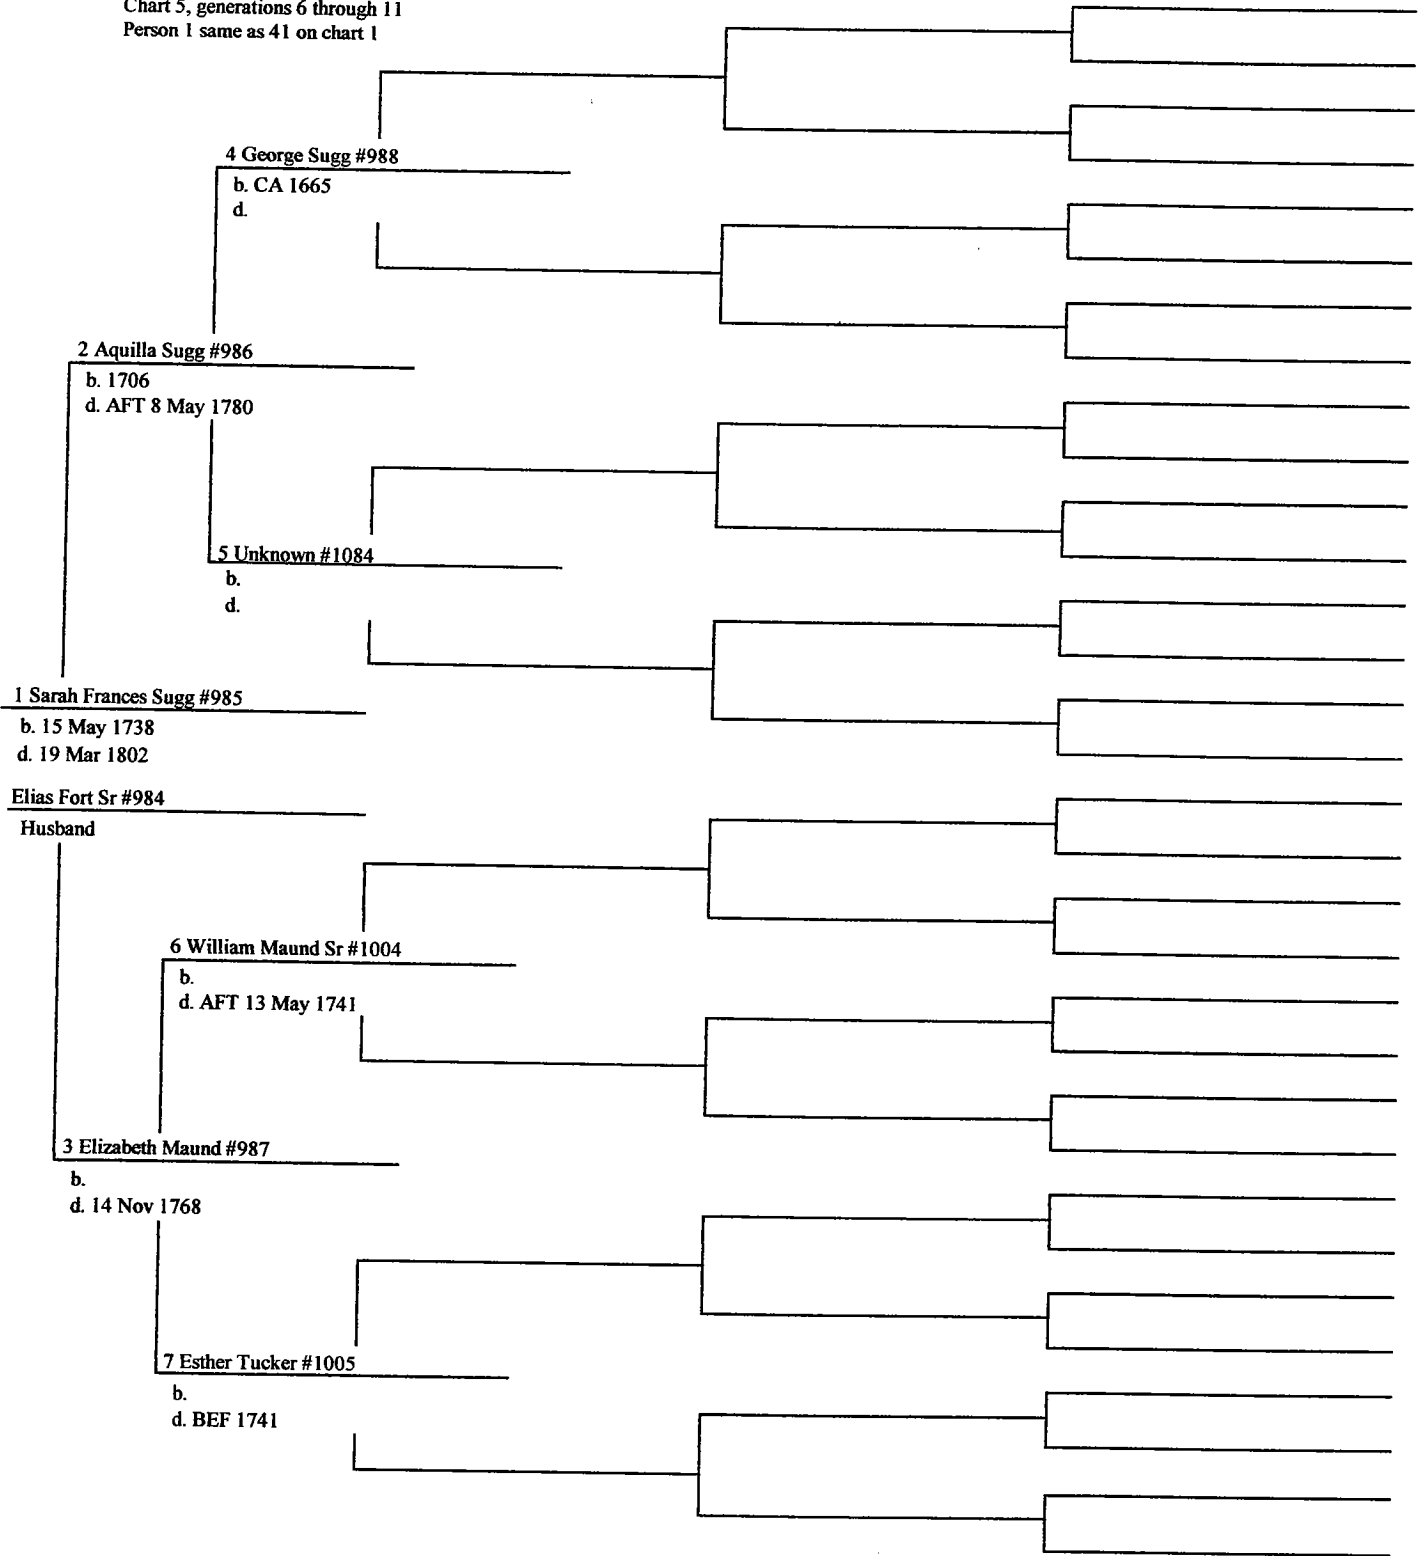 Chart 5, generations 6 through 11
Person 1 same as 41 on chart 1
4 George Sugg #988
b. CA 1665
d.
2 Aquilla Sugg #986
b. 1706
d. AFT 8 May 1780
5 Unknown #1084
b.
d.
1 Sarah Frances Sugg #985
b. 15 May 1738
d. 19 Mar 1802
Elias Fort Sr #984
Husband
6 William Maund Sr #1004
b.
d. AFT 13 May 1741
3 Elizabeth Maund #987
b.
d. 14 Nov 1768
7 Esther Tucker #1005
b.
d. BEF 1741